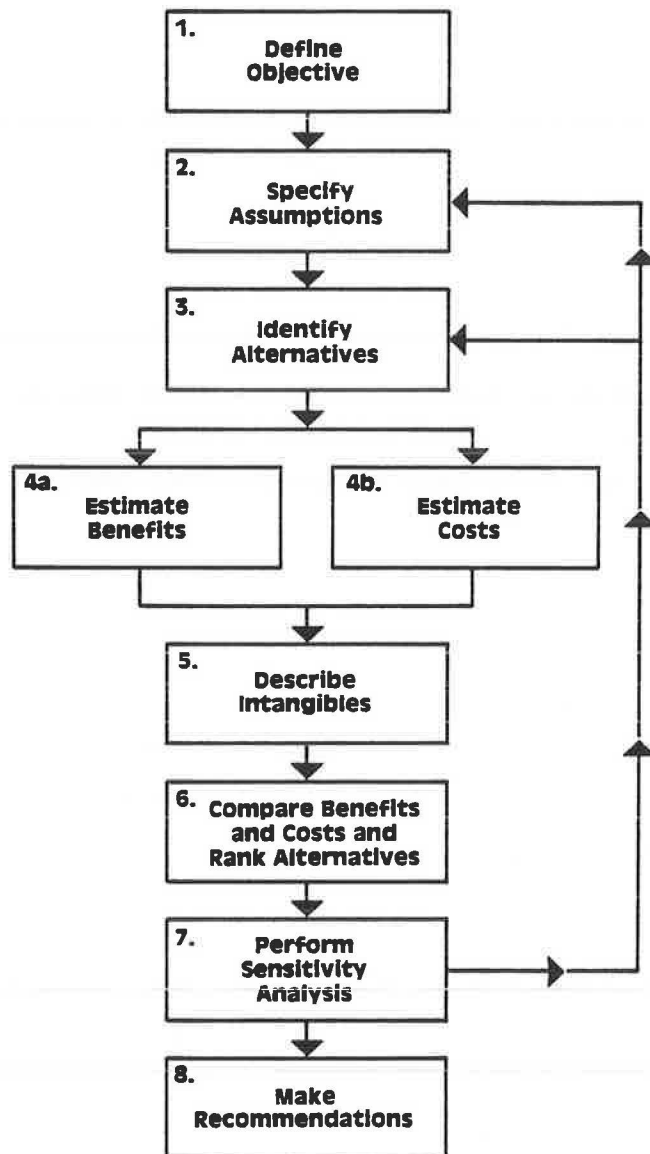 1.
Define
Objective
2.
Specify
Assumptions
3.
Identify
Alternatives
4a.
Estimate
Benefits
4b.
Estimate
Costs
5.
Describe
Intangibles
6.
Compare Benefits
and Costs and
Rank Alternatives
7.
Perform
Sensitivity
Analysis
8.
Make
Recommendations